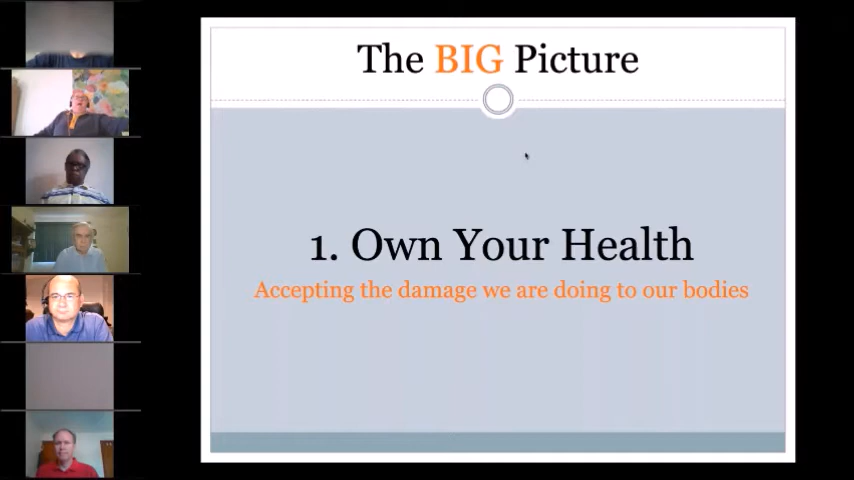 The BIG Picture
1. Own Your Health
Accepting the damage we are doing to our bodies